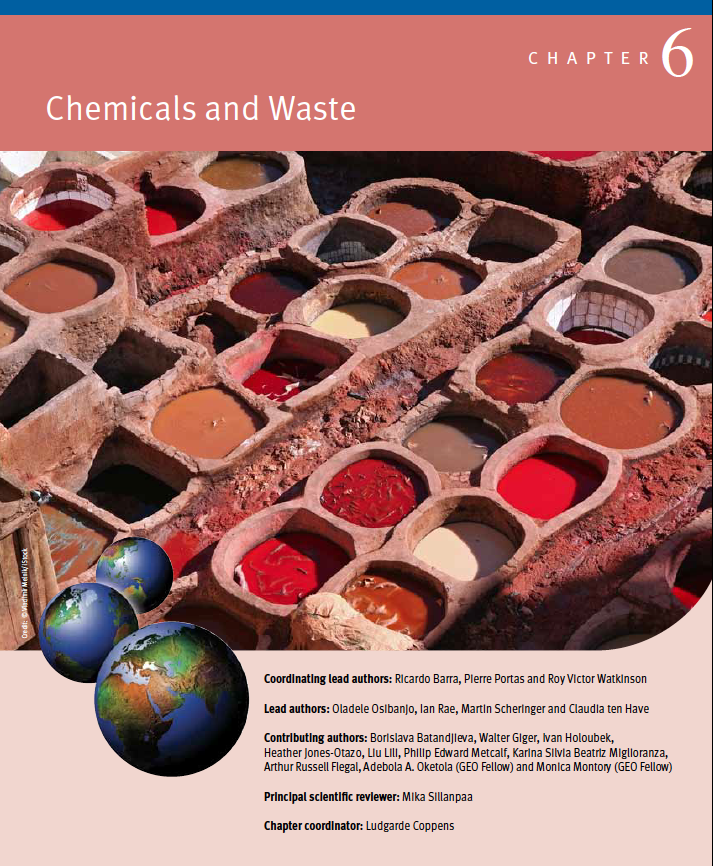 CHAPTER 6
Chemicals and Waste
Credit: © Vladimir Melnik/iStock
Coordinating lead authors: Ricardo Barra, Pierre Portas and Roy Victor Watkinson
Lead authors: Oladele Osibanjo, Ian Rae, Martin Scheringer and Claudia ten Have
Contributing authors: Borislava Batandjieva, Walter Giger, Ivan Holoubek,
Heather Jones-Otazo, Liu Lili, Philip Edward Metcalf, Karina Silvia Beatriz Miglioranza,
Arthur Russell Flegal, Adebola A. Oketola (GEO Fellow) and Monica Montory (GEO Fellow)
Principal scientific reviewer: Mika Sillanpaa
Chapter coordinator: Ludgarde Coppens